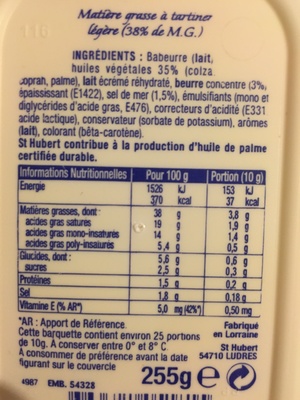 116
Matière grasse à tartiner
légère (38% de M.G.)
INGRÉDIENTS : Babeurre (lait,
huiles végétales 35% (colza
coprah, palme), lait écrémé réhydraté, beurre concentre (3%,
épaississant (E1422), sel de mer (1,5%), émulsifiants (mono et
diglycérides d'acide gras, E476), correcteurs d'acidité (E331
acide lactique), conservateur (sorbate de potassium), arômes
(lait), colorant (bêta-carotène).
St Hubert contribue à la production d'huile de palme
certifiée durable.
Informations Nutritionnelles Pour 100 g Portion (10 g)
Energie 1526 kJ 153 kJ
370 kcal 37 kcal
Matières grasses, dont : 38 g 3,8 g
acides gras saturés 19 g 1,9 g
acides gras mono-insaturés 14 g 1,4 g
acides gras poly-insaturés 5,4 g 0,5 g
Glucides, dont : 5,6 g 0,6 g
sucres 2,5 g 0,3 g
Protéines 1,5 g 0,2 g
Sel 1,8 g 0,18 g
Vitamine E (% AR*) 5,0 mg (42%*) 0,50 mg
*AR : Apport de Référence.
Cette barquette contient environ 25 portions
de 10g. A conserver entre 0° et 8° C
A consommer de préférence avant la date
figurant sur le couvercle
Fabriqué
en Lorraine
St Hubert
54710 LUDRES
4987 EMB. 54328
255g e